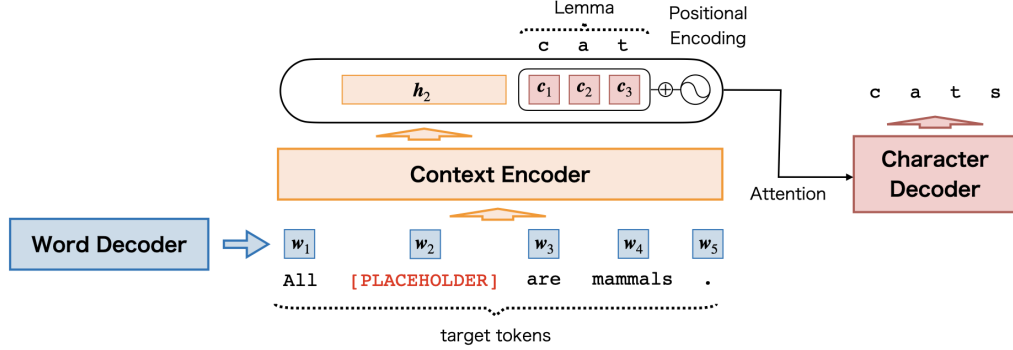 Lemma
Positional
Encoding
c a t
h2
c1 c2 c3
c a t s
Context Encoder
Character
Decoder
Attention
Word Decoder
w1 w2 w3 w4 w5
All [PLACEHOLDER] are mammals .
target tokens